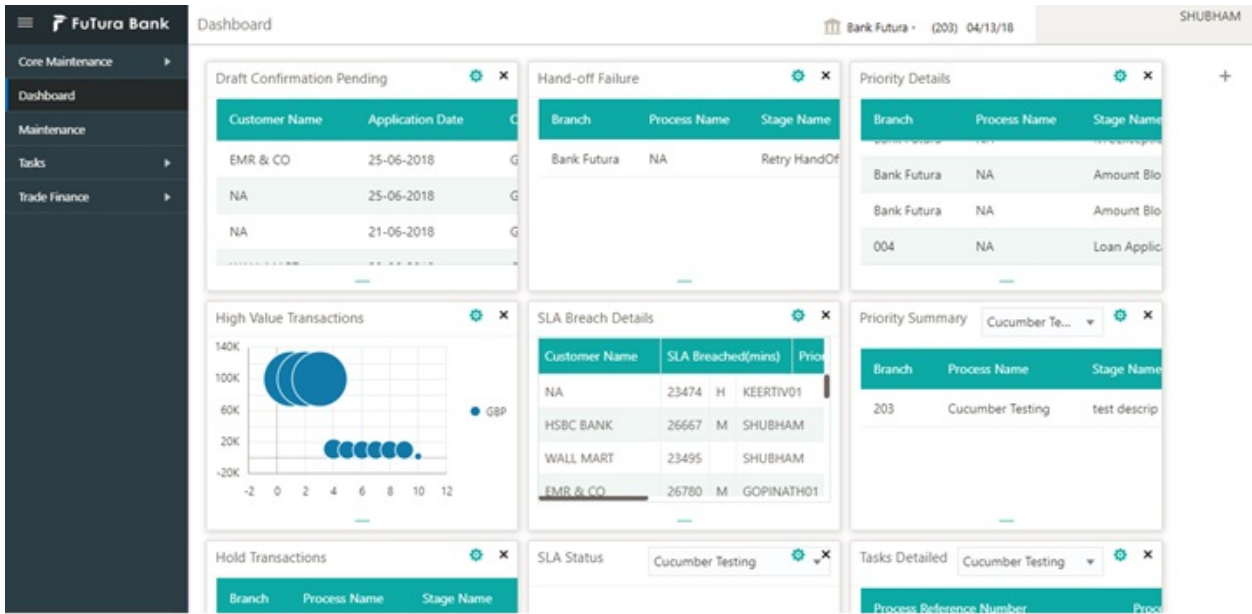 FuTura Bank
Dashboard
Bank Futura - (203) 04/13/18
SHUBHAM
Core Maintenance
Dashboard
Maintenance
Tasks
Trade Finance
Draft Confirmation Pending
Customer Name Application Date
EMR & CO 25-06-2018
NA 25-06-2018
NA 21-06-2018
Hand-off Failure
Branch Process Name Stage Name
Bank Futura NA Retry HandOf
Priority Details
Branch Process Name Stage Name
Bank Futura NA Amount Blo
Bank Futura NA Amount Blo
004 NA Loan Applic
High Value Transactions
140K
100K
60K
20K
-20K
-2 0 2 4 6 8 10 12
GBP
SLA Breach Details
Customer Name SLA Breached(mins) Prior
NA 23474 H KEERTIV01
HSBC BANK 26667 M SHUBHAM
WALL MART 23495 SHUBHAM
EMR & CO 26780 M GOPINATH01
Priority Summary Cucumber Te...
Branch Process Name Stage Name
203 Cucumber Testing test descrip
Hold Transactions
Branch Process Name Stage Name
SLA Status Cucumber Testing
Tasks Detailed Cucumber Testing
Process Reference Number Proce